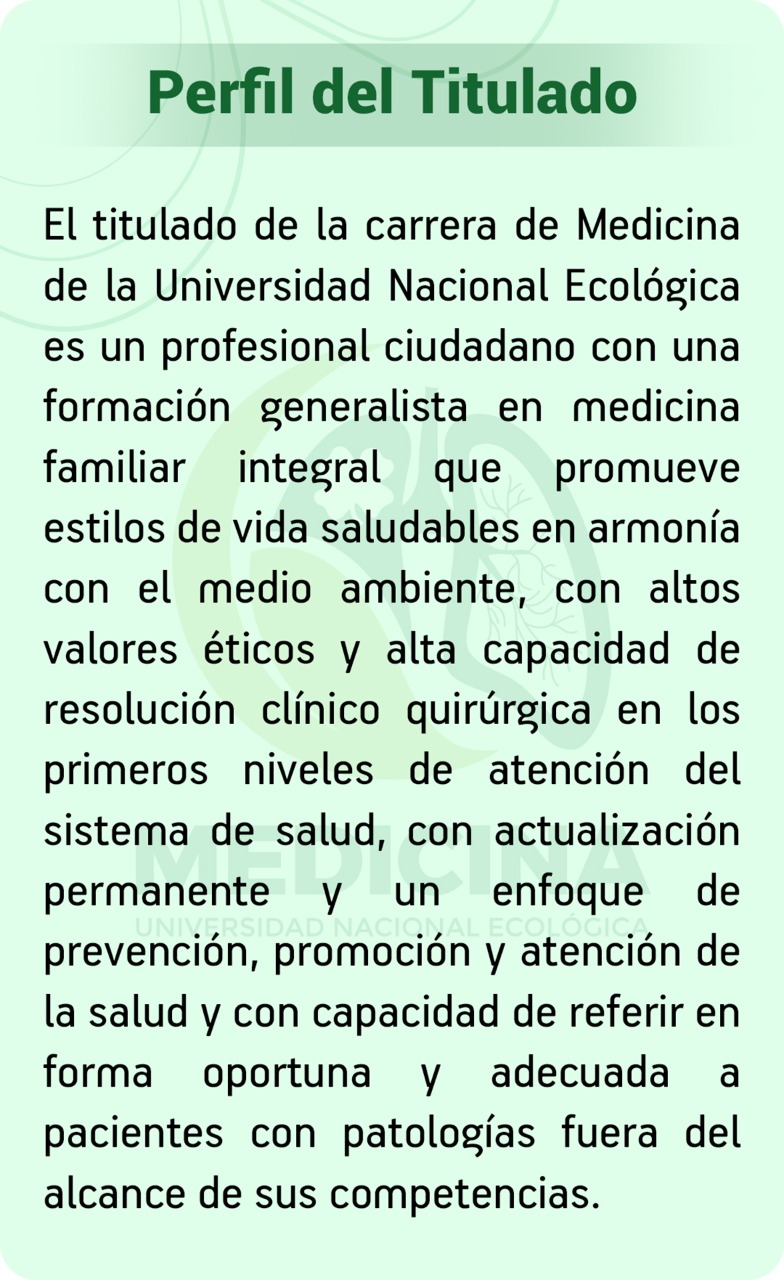 Perfil del Titulado
El titulado de la carrera de Medicina
de la Universidad Nacional Ecológica
es un profesional ciudadano con una
formación generalista en medicina
familiar integral que promueve
estilos de vida saludables en armonía
con el medio ambiente, con altos
valores éticos y alta capacidad de
resolución clínico quirúrgica en los
primeros niveles de atención del
sistema de salud, con actualización
permanente y un enfoque de
prevención, promoción y atención de
la salud y con capacidad de referir en
forma oportuna y adecuada a
pacientes con patologías fuera del
alcance de sus competencias.
MEDICINA
UNIVERSIDAD NACIONAL ECOLÓGICA